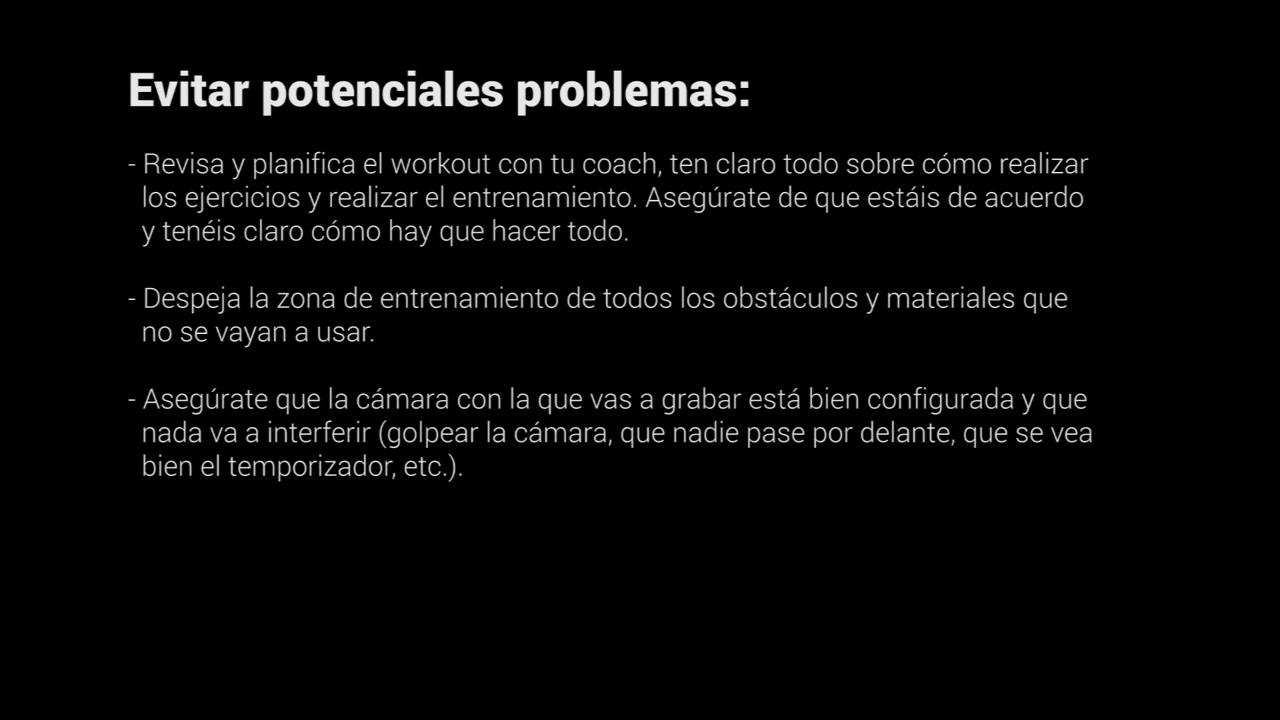 Evitar potenciales problemas:
- Revisa y planifica el workout con tu coach, ten claro todo sobre cómo realizar
los ejercicios y realizar el entrenamiento. Asegúrate de que estáis de acuerdo
y tenéis claro cómo hay que hacer todo.
- Despeja la zona de entrenamiento de todos los obstáculos y materiales que
no se vayan a usar.
- Asegúrate que la cámara con la que vas a grabar está bien configurada y que
nada va a interferir (golpear la cámara, que nadie pase por delante, que se vea
bien el temporizador, etc.).